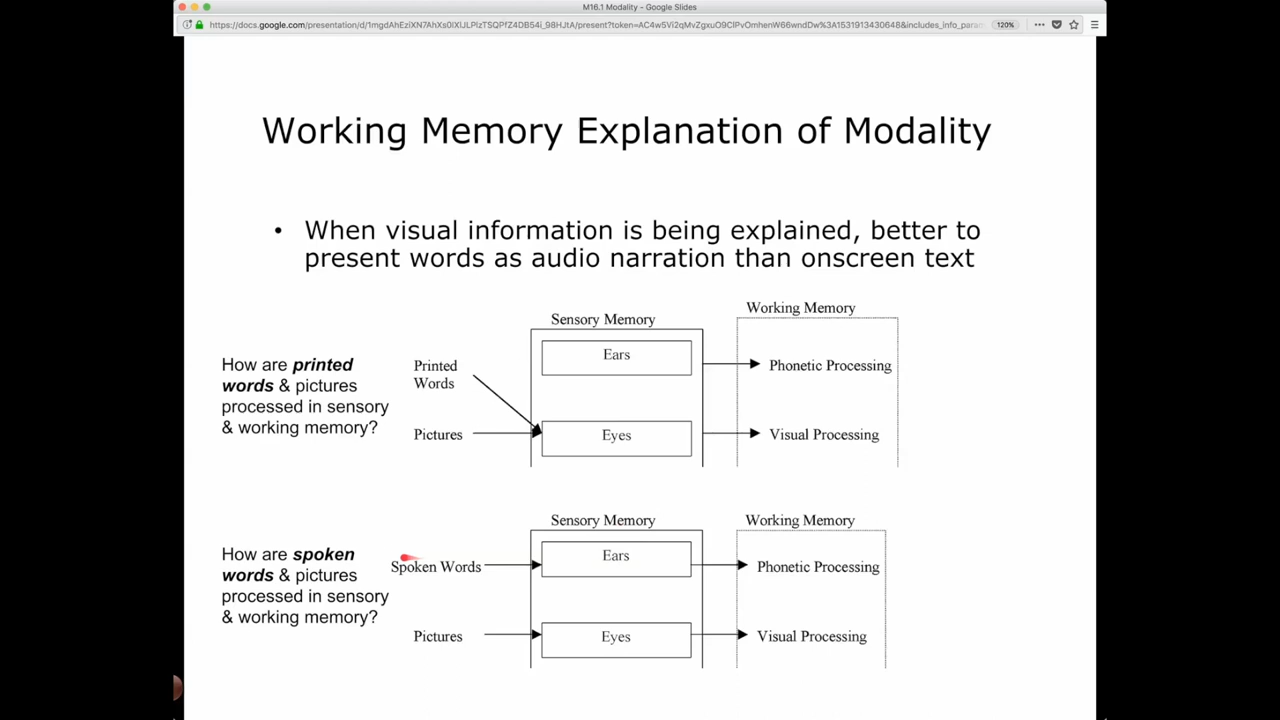 M16.1 Modality - Google Slides
120%
Working Memory Explanation of Modality
• When visual information is being explained, better to
present words as audio narration than onscreen text
How are printed
words & pictures
processed in sensory
& working memory?
Printed
Words
Pictures
Sensory Memory
Ears
Eyes
Working Memory
Phonetic Processing
Visual Processing
How are spoken
words & pictures
processed in sensory
& working memory?
Spoken Words
Pictures
Sensory Memory
Ears
Eyes
Working Memory
Phonetic Processing
Visual Processing